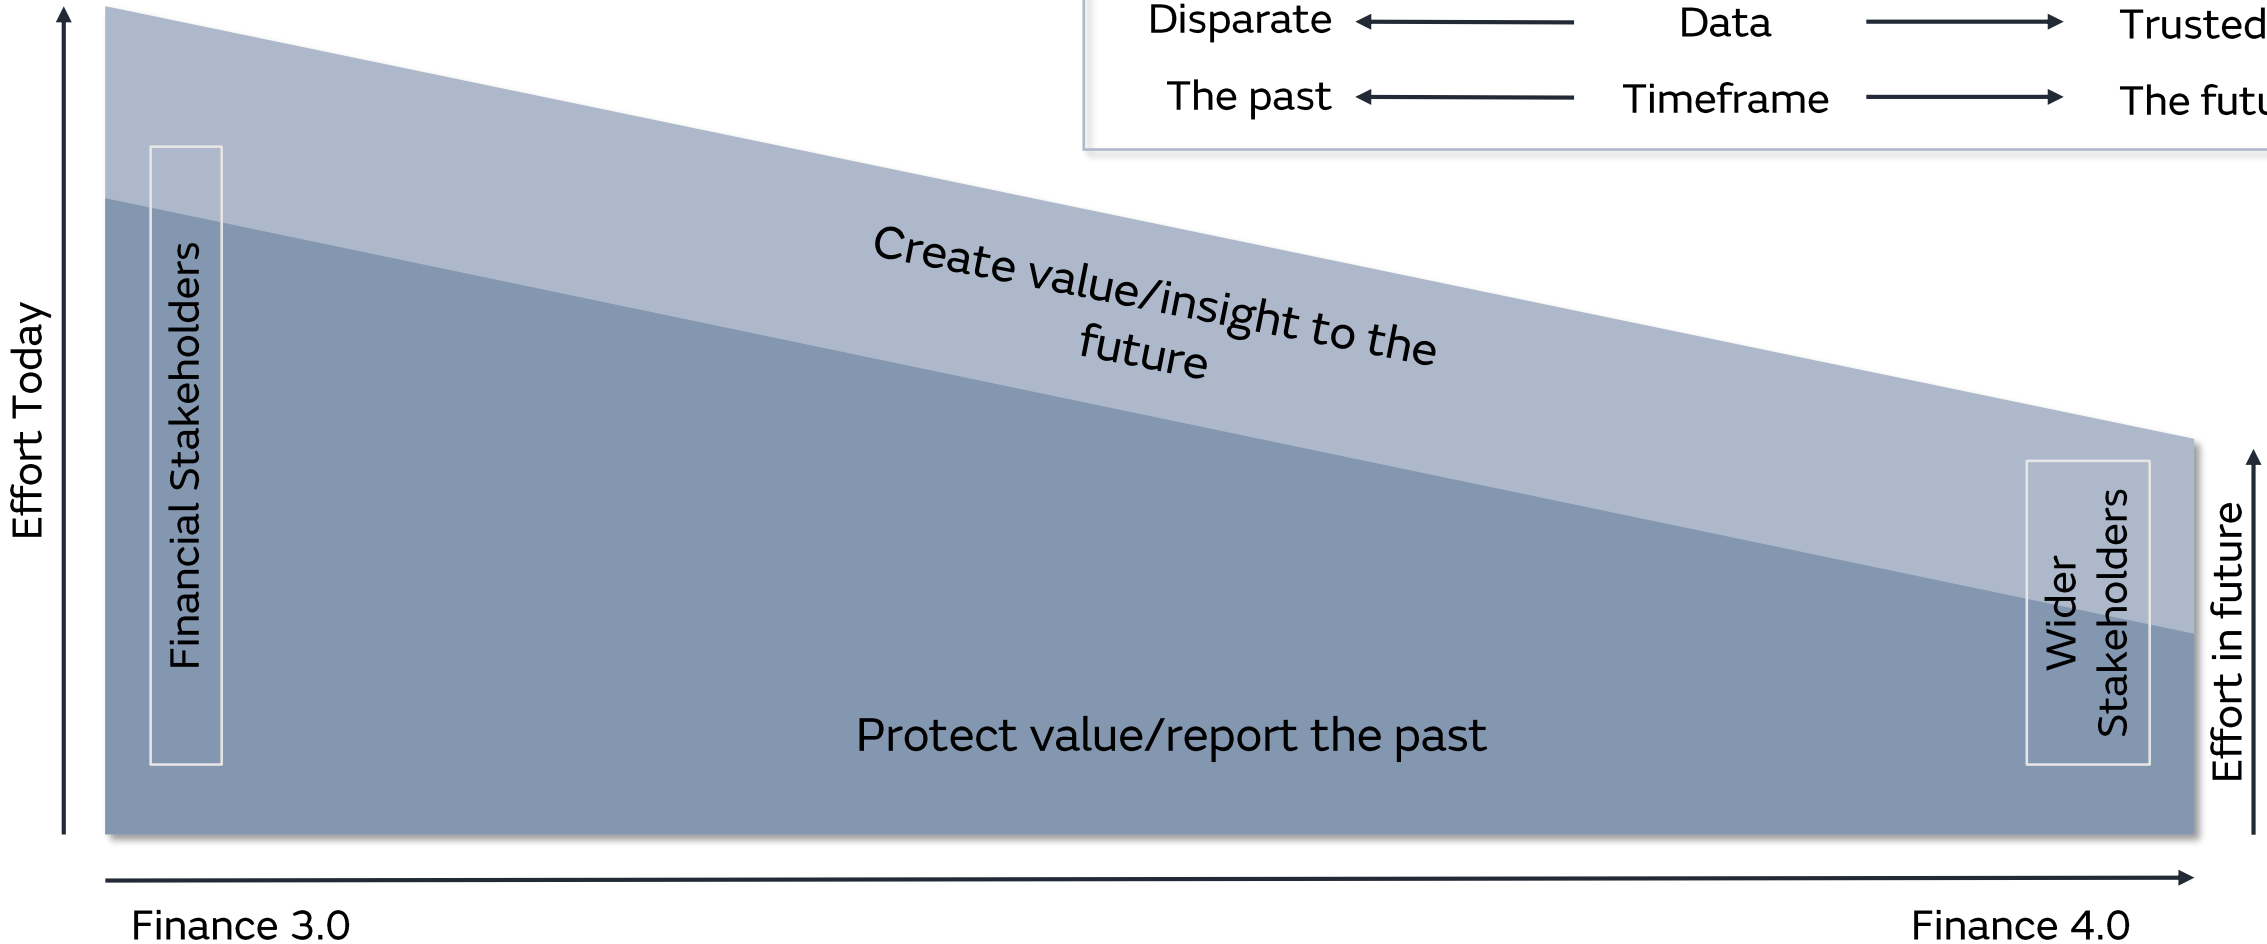 Disparate Data Trusted
The past Timeframe The
Create value/insight to the
future
Effort Today
Financial Stakeholders
Wider
Stakeholders
Effort in future
Protect value/report the past
Finance 3.0 Finance 4.0